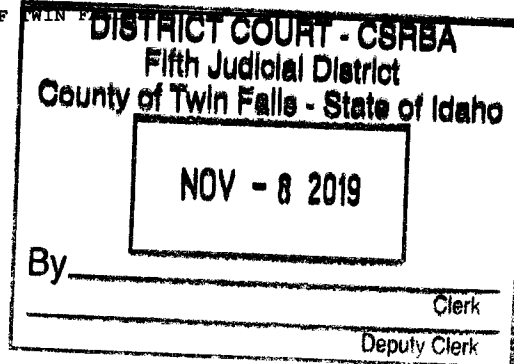 F TWIN
DISTRICT COURT - CSRBA
Fifth Judicial District
County of Twin Falls - State of Idaho
NOV - 8 2019
By
Clerk
Deputy Clerk